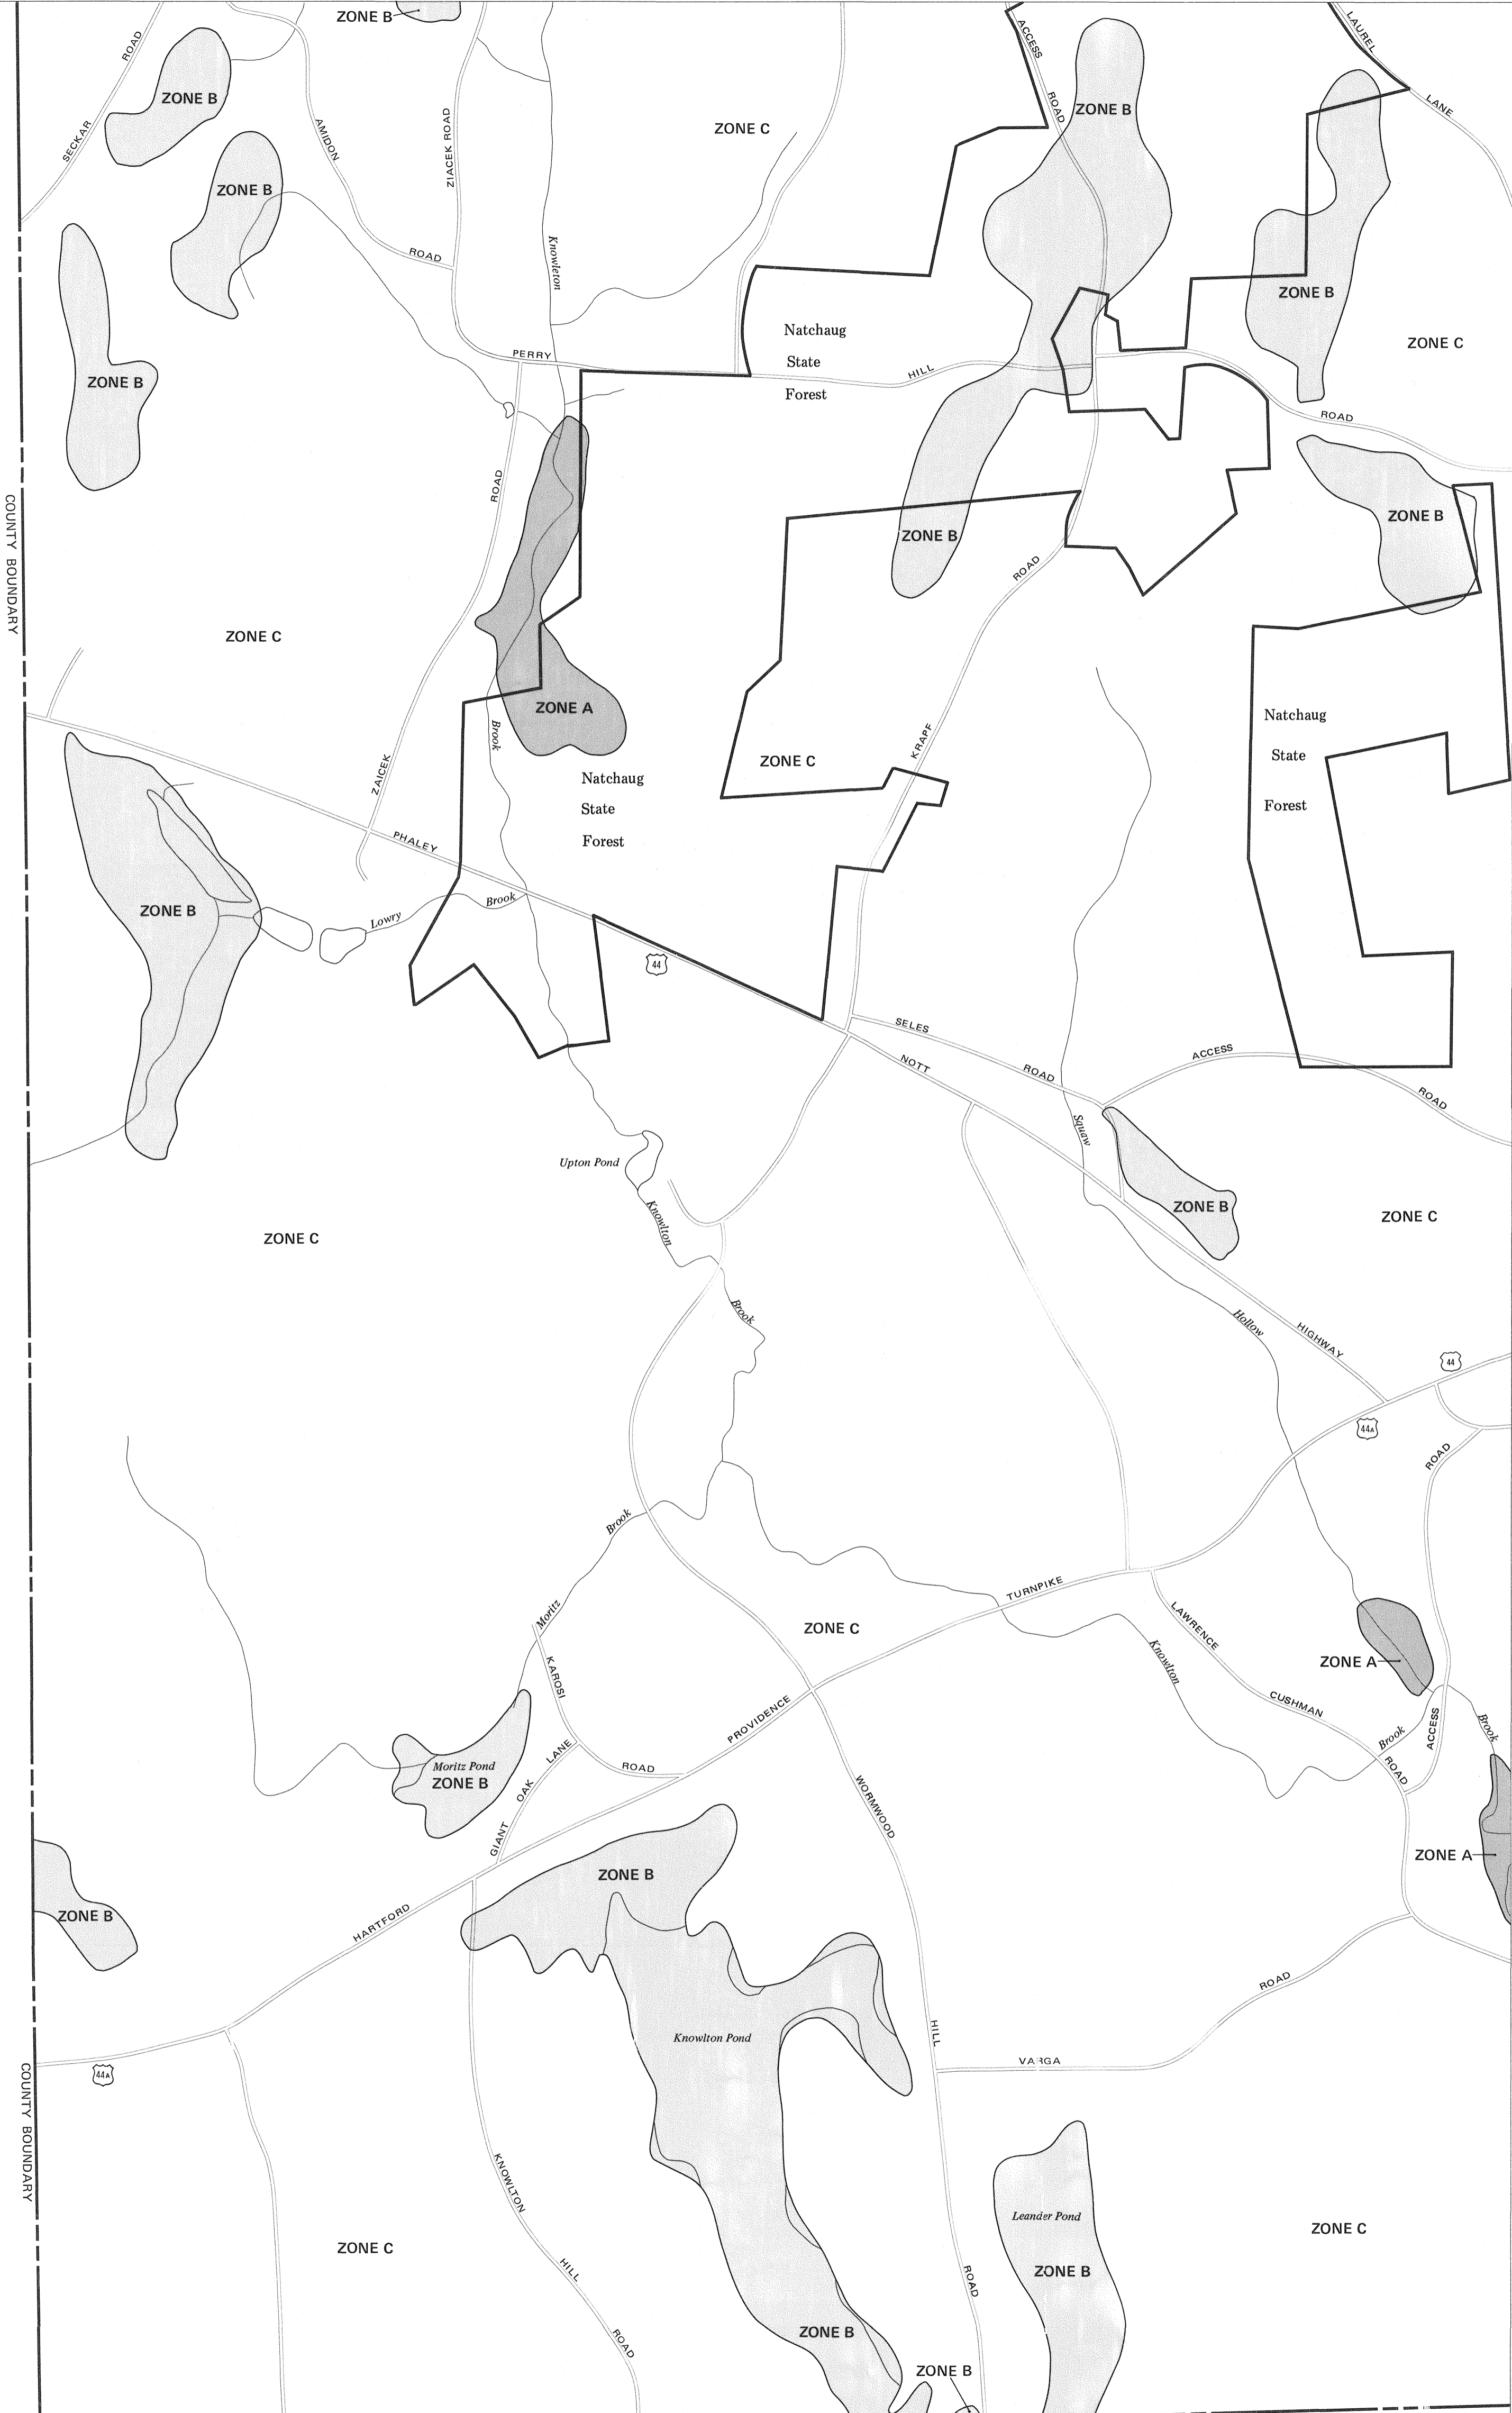 ZONE B
SECKAR ROAD
ZONE B
AMIDON ROAD
ZIACEK ROAD
ZONE C
ACCESS ROAD
ZONE B
LAUREL LANE
ZONE B
Knowleton
Natchaug
State
Forest
ZONE B
ZONE C
ZONE B
PERRY HILL ROAD
ROAD
COUNTY BOUNDARY
ZONE B
ZONE B
ROAD
ZONE C
ZONE A
Brook
ZONE C
KRAPF
Natchaug
State
Forest
ZAICEK
Natchaug
State
Forest
PHALEY
ZONE B
Lowry Brook
44
SELES ROAD
NOTT
ACCESS ROAD
Squaw
Upton Pond
Knowlton
ZONE B
ZONE C
ZONE C
Brook
Hollow
HIGHWAY
44
44A
ROAD
Brook
Moritz
TURNPIKE
ZONE C
LAWRENCE
Knowlton
ZONE A
KAROSI
CUSHMAN
PROVIDENCE
ACCESS
Brook
Brook
LANE
ROAD
Moritz Pond
ZONE B
OAK
ROAD
WORMWOOD
GIANT
ZONE A
ZONE B
ZONE B
HARTFORD
ROAD
Knowlton Pond
HILL
VARGA
44A
COUNTY BOUNDARY
KNOWLTON
Leander Pond
ZONE C
ZONE C
HILL
ZONE B
ROAD
ZONE B
ROAD
ZONE B